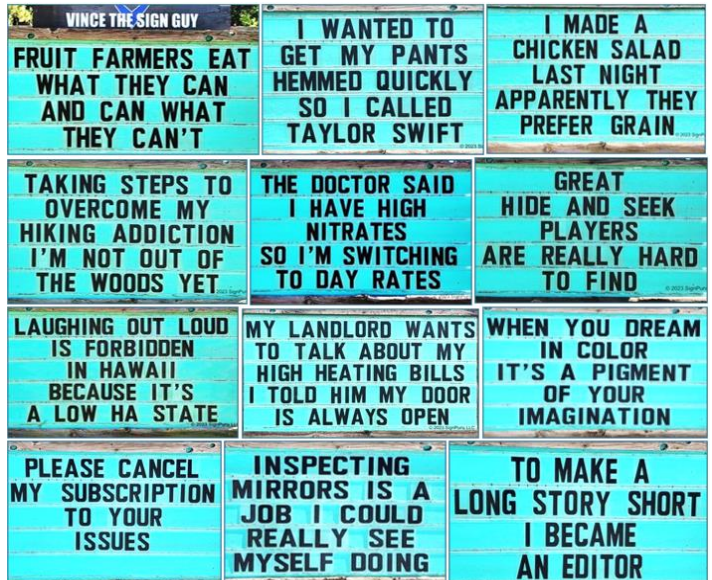 VINCE THE SIGN GUY
FRUIT FARMERS EAT
WHAT THEY CAN
AND CAN WHAT
THEY CAN'T
I WANTED TO
GET MY PANTS
HEMMED QUICKLY
SO I CALLED
TAYLOR SWIFT
I MADE A
CHICKEN SALAD
LAST NIGHT
APPARENTLY THEY
PREFER GRAIN
TAKING STEPS TO
OVERCOME MY
HIKING ADDICTION
I'M NOT OUT OF
THE WOODS YET
THE DOCTOR SAID
I HAVE HIGH
NITRATES
SO I'M SWITCHING
TO DAY RATES
GREAT
HIDE AND SEEK
PLAYERS
ARE REALLY HARD
TO FIND
LAUGHING OUT LOUD
IS FORBIDDEN
IN HAWAII
BECAUSE IT'S
A LOW HA STATE
MY LANDLORD WANTS
TO TALK ABOUT MY
HIGH HEATING BILLS
I TOLD HIM MY DOOR
IS ALWAYS OPEN
WHEN YOU DREAM
IN COLOR
IT'S A PIGMENT
OF YOUR
IMAGINATION
PLEASE CANCEL
MY SUBSCRIPTION
TO YOUR
ISSUES
INSPECTING
MIRRORS IS A
JOB I COULD
REALLY SEE
MYSELF DOING
TO MAKE A
LONG STORY SHORT
I BECAME
AN EDITOR